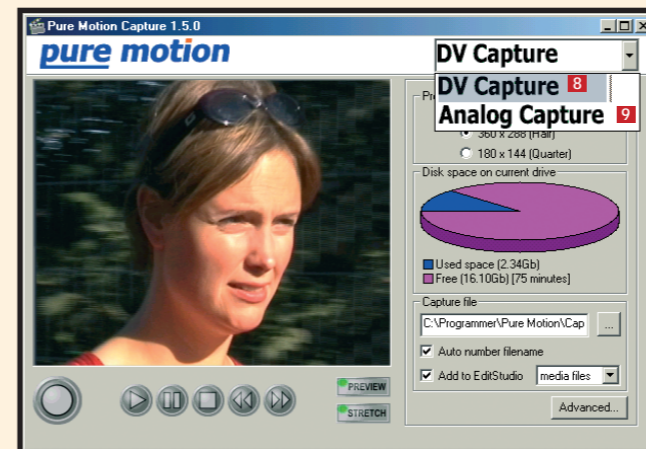 Pure Motion Capture 1.5.0
pure motion
DV Capture
DV Capture 8
Analog Capture 9
360 x 288 (Half)
180 x 144 (Quarter)
Disk space on current drive
Used space (2.34Gb)
Free (16.10Gb) [75 minutes]
Capture file
C:\Programmer\Pure Motion\Cap
...
Auto number filename
Add to EditStudio media files
Advanced...
PREVIEW
STRETCH